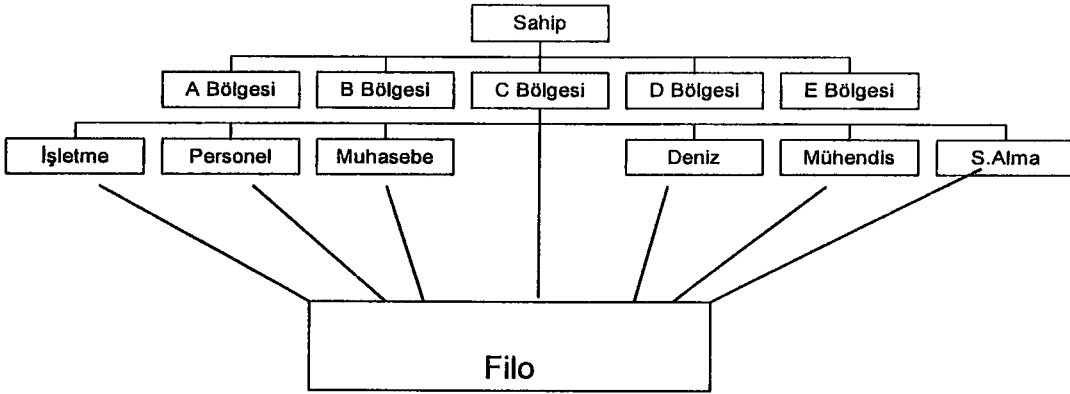 Sahip
A Bölgesi
B Bölgesi
C Bölgesi
D Bölgesi
E Bölgesi
İşletme
Personel
Muhasebe
Deniz
Mühendis
S.Alma
Filo